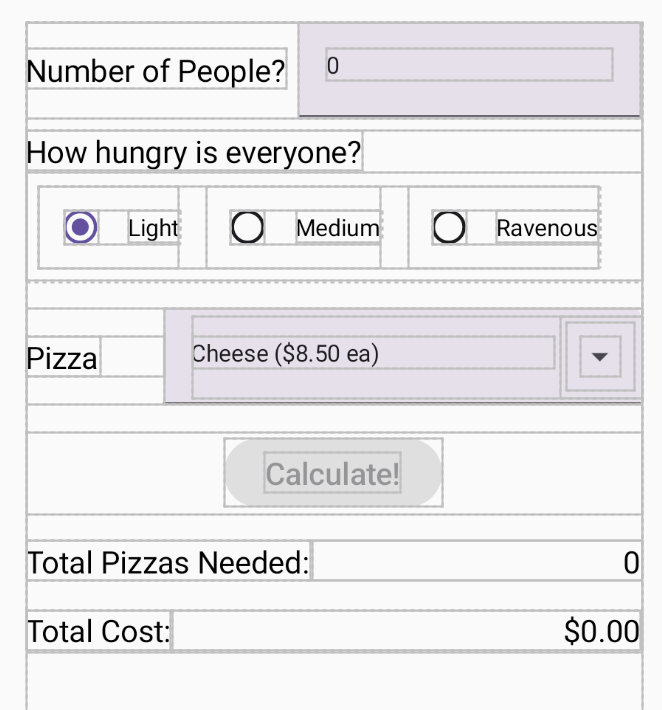 Number of People? 0
How hungry is everyone?
Light Medium Ravenous
Pizza Cheese ($8.50 ea)
Calculate!
Total Pizzas Needed: 0
Total Cost: $0.00